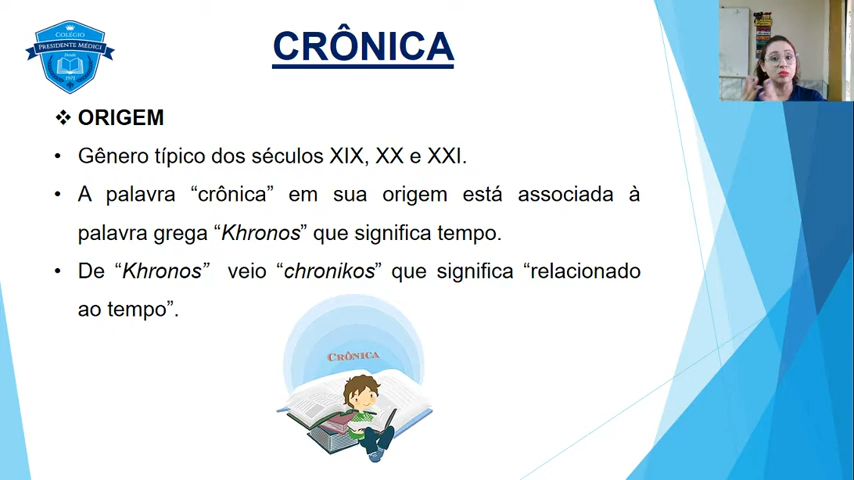 COLÉGIO
PRESIDENTE MÉDICI
CRÔNICA
❖ ORIGEM
• Gênero típico dos séculos XIX, XX e XXI.
• A palavra “crônica” em sua origem está associada à
palavra grega “Khronos” que significa tempo.
• De “Khronos” veio “chronikos” que significa “relacionado
ao tempo”.
CRÔNICA